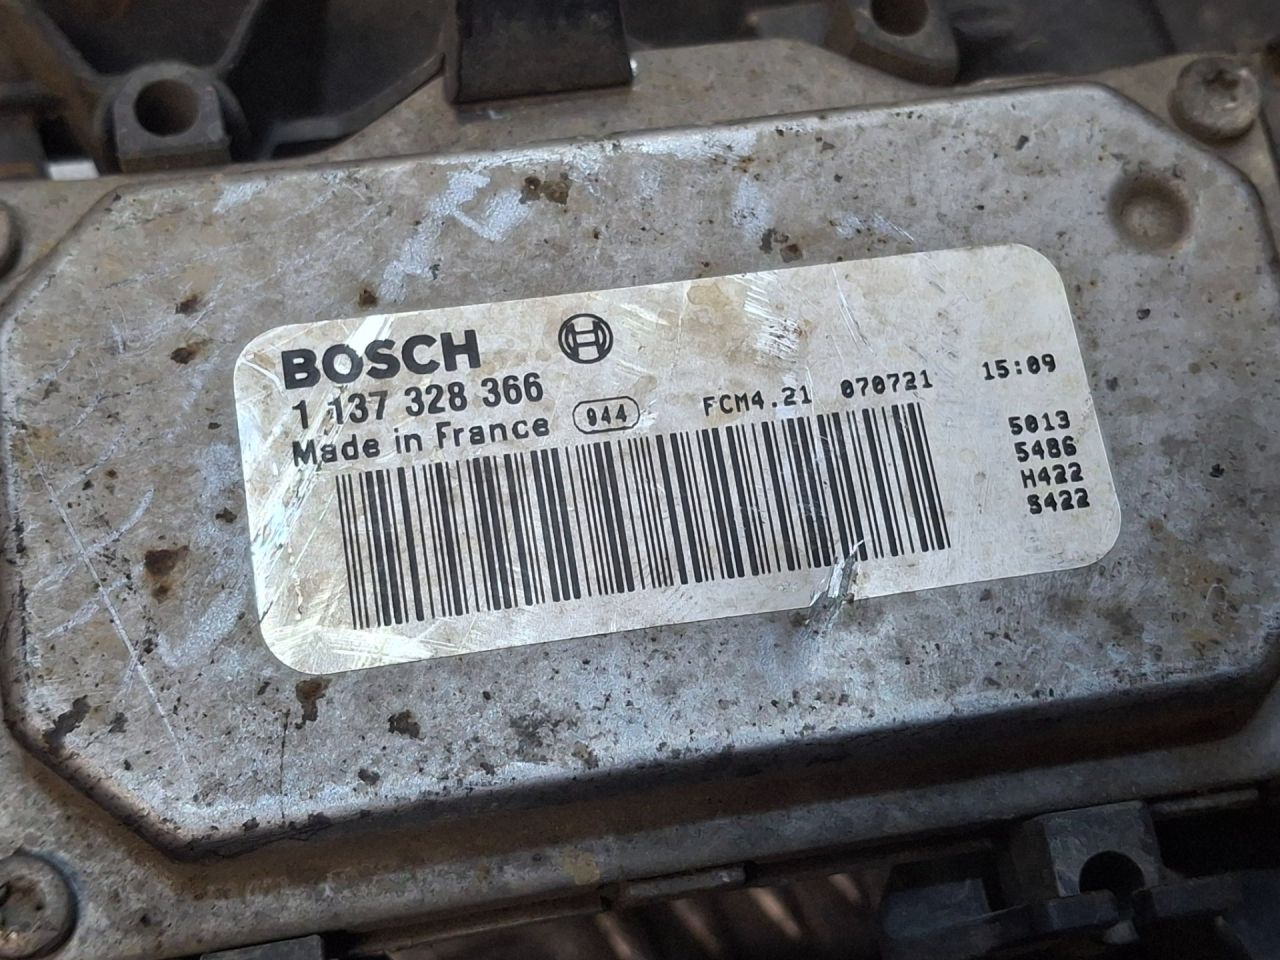 BOSCH
1 137 328 366
Made in France 944
FCM4.21 070721 15:09
5013
5486
H422
S422